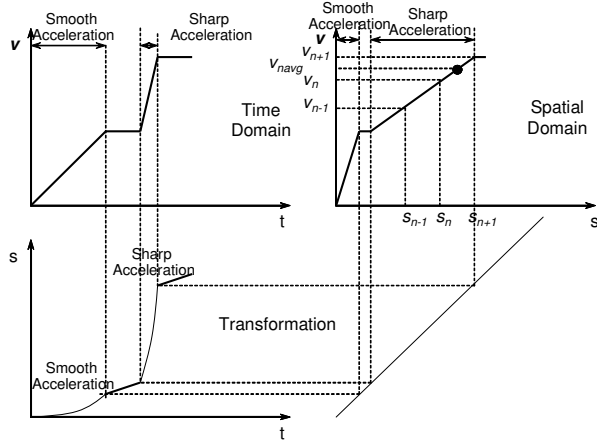 Smooth
Acceleration
Sharp
Acceleration
v
Time
Domain
t
Smooth
Acceleration
Sharp
Acceleration
v
v_{n+1}
v_{navg}
v_n
v_{n-1}
Spatial
Domain
s_{n-1}
s_n
s_{n+1}
s
s
Sharp
Acceleration
Transformation
Smooth
Acceleration
t